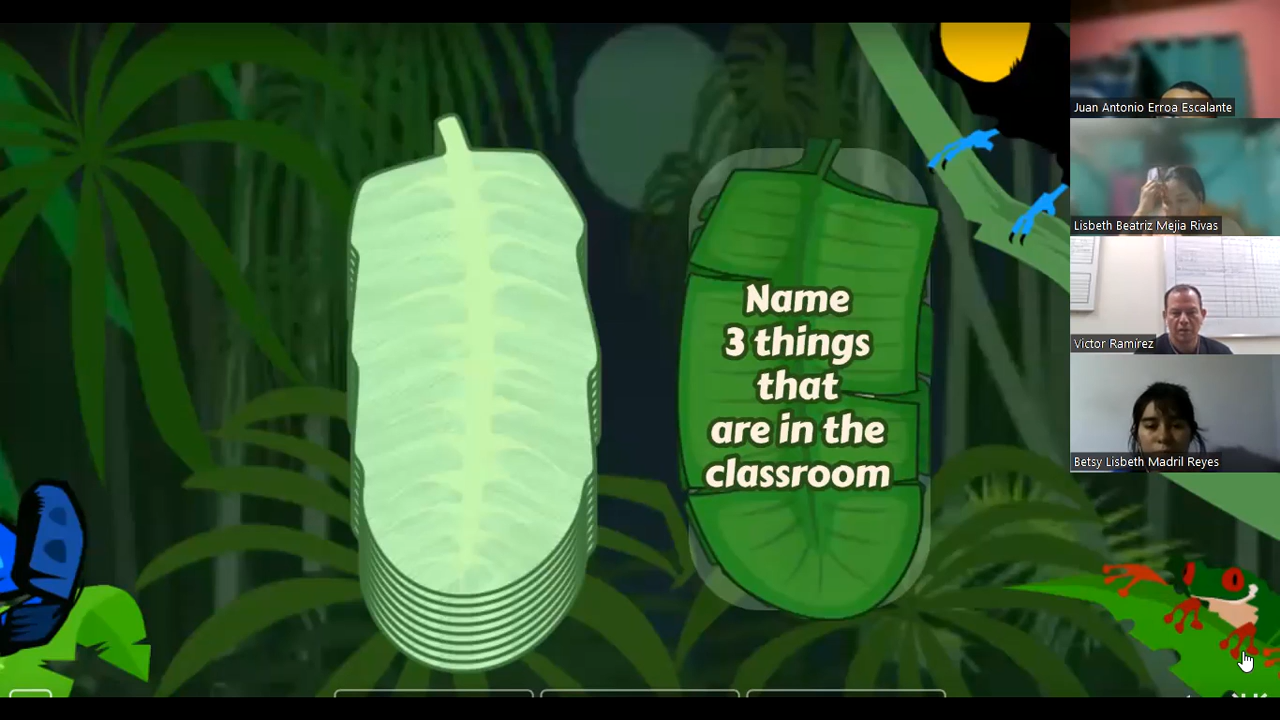 Name
3 things
that
are in the
classroom
Juan Antonio Erroa Escalante
Lisbeth Beatriz Mejia Rivas
Victor Ramírez
Betsy Lisbeth Madril Reyes